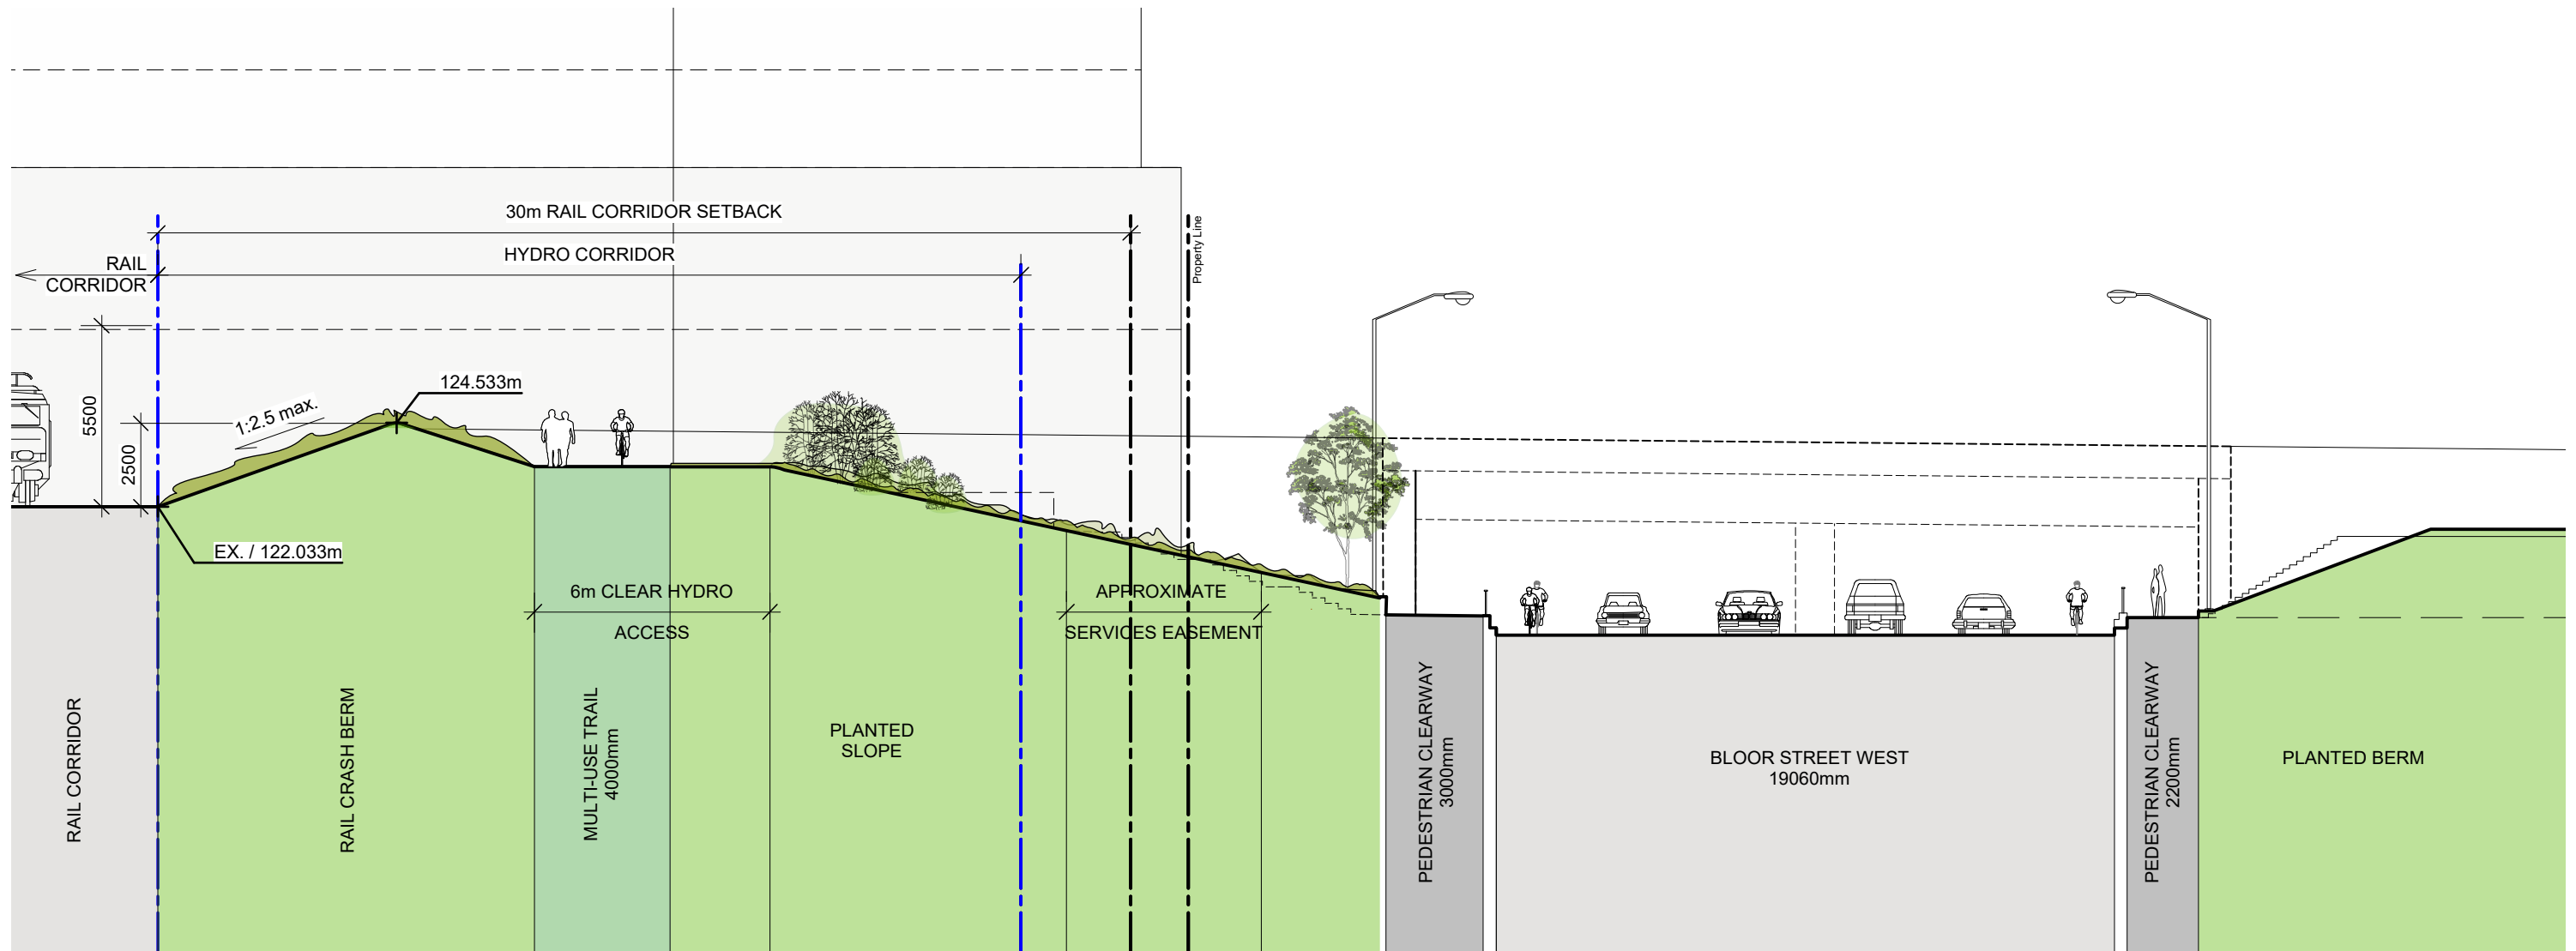 30m RAIL CORRIDOR SETBACK
HYDRO CORRIDOR
RAIL
CORRIDOR
Property Line
124.533m
1:2.5 max.
5500
2500
EX. / 122.033m
6m CLEAR HYDRO
ACCESS
APPROXIMATE
SERVICES EASEMENT
RAIL CORRIDOR
RAIL CRASH BERM
MULTI-USE TRAIL
4000mm
PLANTED
SLOPE
PEDESTRIAN CLEARWAY
3000mm
BLOOR STREET WEST
19060mm
PEDESTRIAN CLEARWAY
2200mm
PLANTED BERM